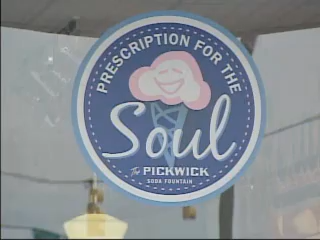 PRESCRIPTION FOR THE
Soul
The PICKWICK
SODA FOUNTAIN